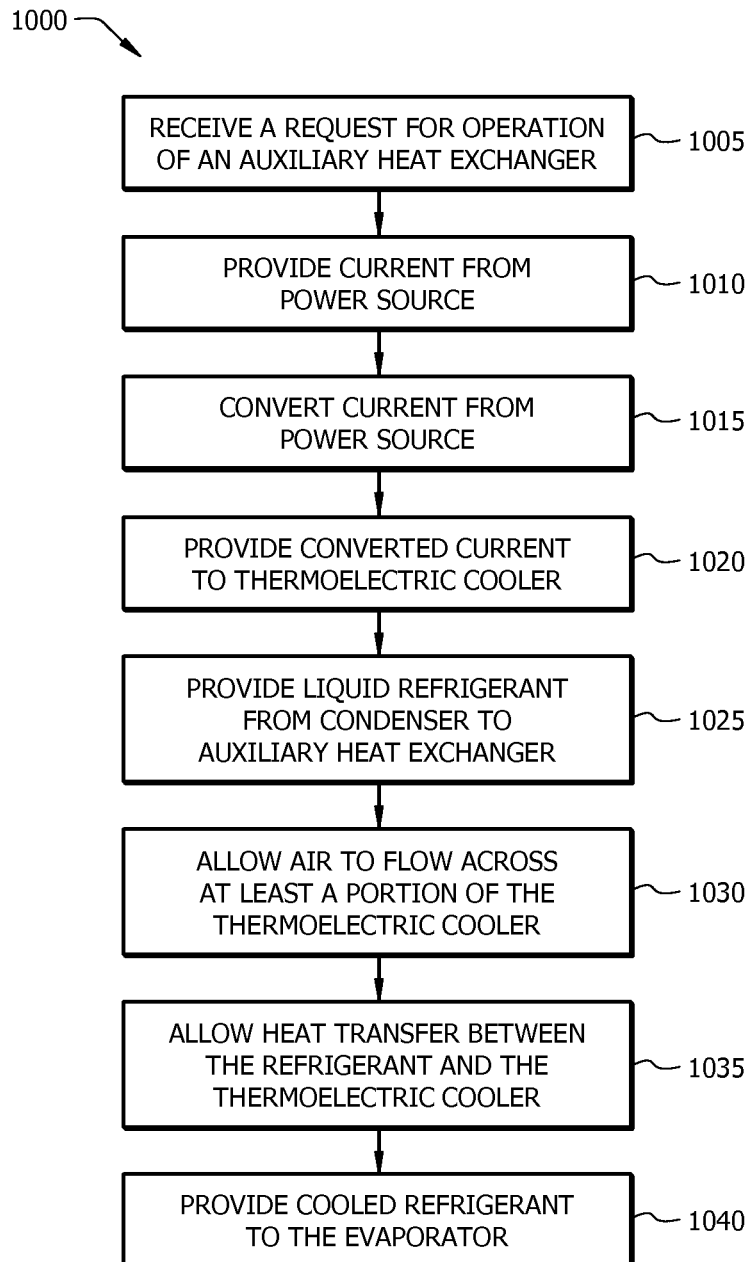 1000
RECEIVE A REQUEST FOR OPERATION
OF AN AUXILIARY HEAT EXCHANGER
1005
PROVIDE CURRENT FROM
POWER SOURCE
1010
CONVERT CURRENT FROM
POWER SOURCE
1015
PROVIDE CONVERTED CURRENT
TO THERMOELECTRIC COOLER
1020
PROVIDE LIQUID REFRIGERANT
FROM CONDENSER TO
AUXILIARY HEAT EXCHANGER
1025
ALLOW AIR TO FLOW ACROSS
AT LEAST A PORTION OF THE
THERMOELECTRIC COOLER
1030
ALLOW HEAT TRANSFER BETWEEN
THE REFRIGERANT AND THE
THERMOELECTRIC COOLER
1035
PROVIDE COOLED REFRIGERANT
TO THE EVAPORATOR
1040